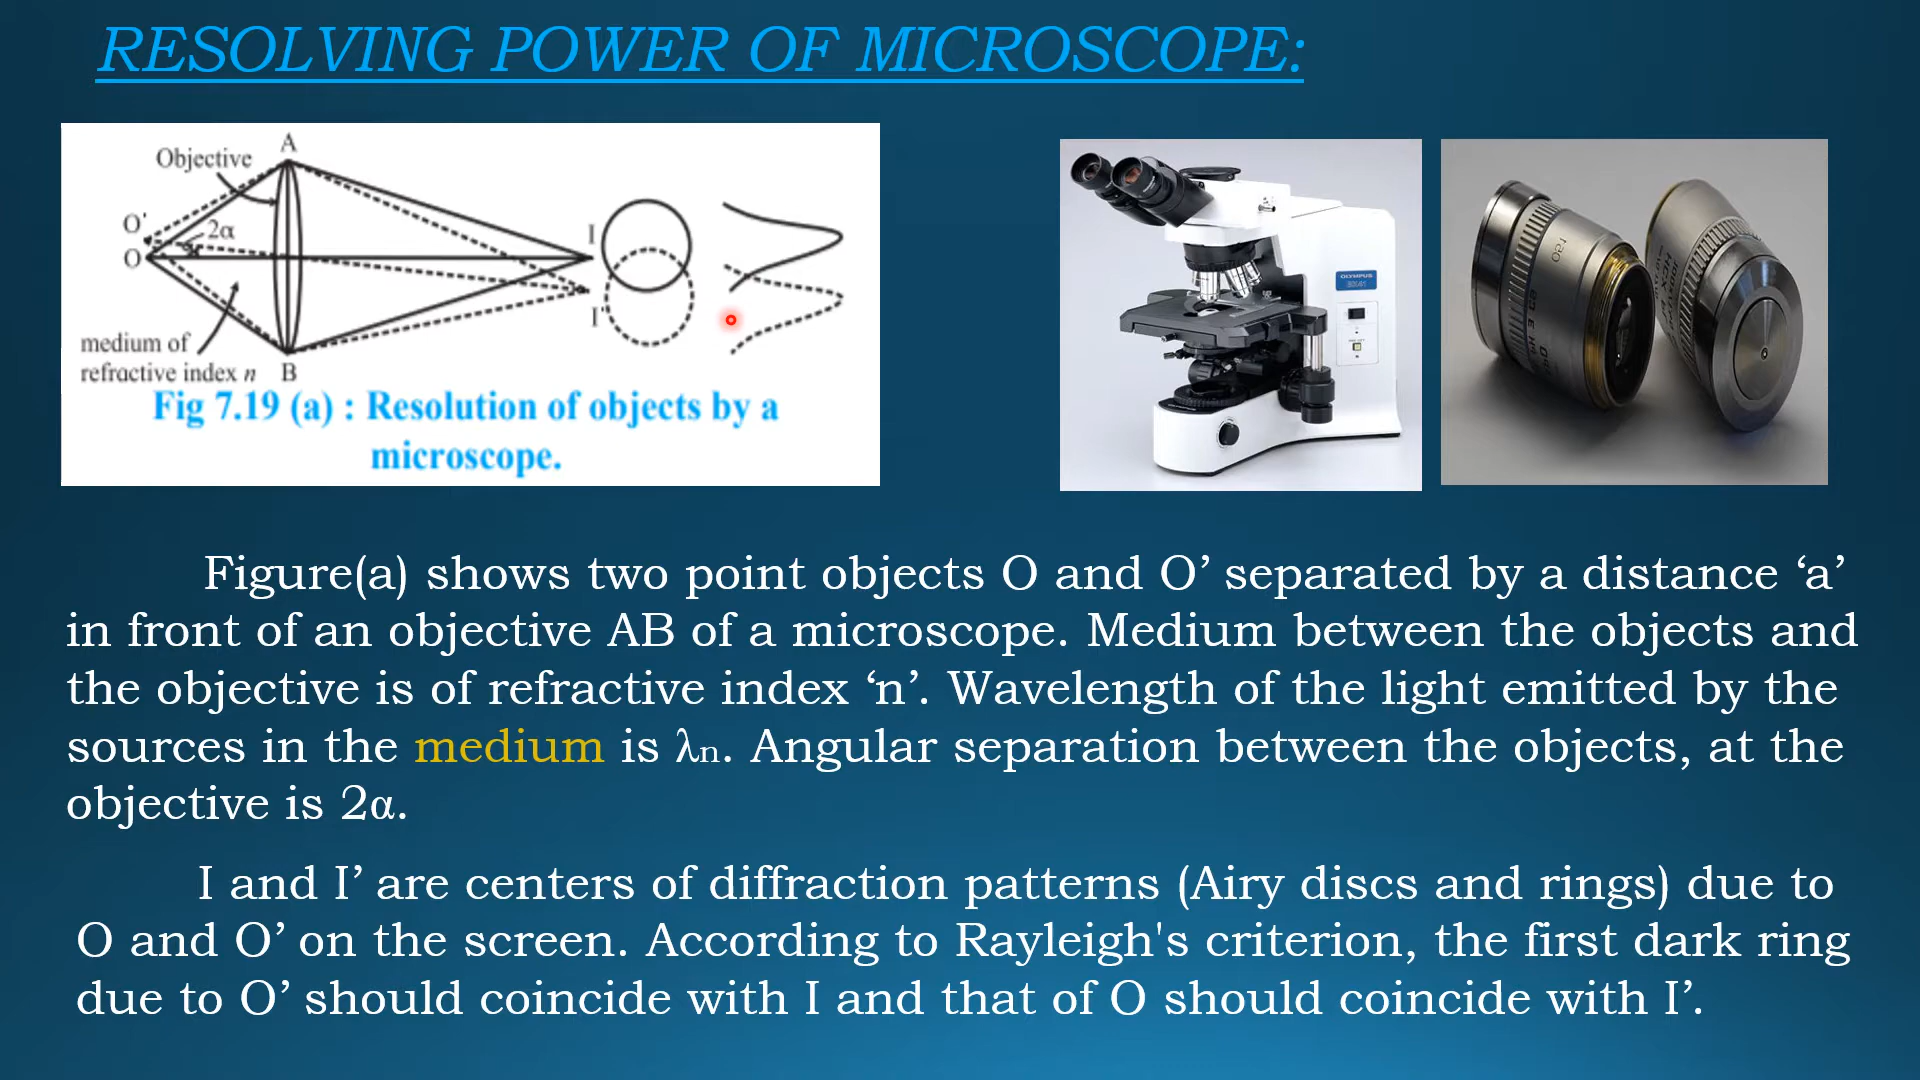 RESOLVING POWER OF MICROSCOPE:
A
Objective
O'
2α
O
I
I'
medium of
refractive index n
B
Fig 7.19 (a) : Resolution of objects by a
microscope.
OLYMPUS
Figure(a) shows two point objects O and O’ separated by a distance ‘a’
in front of an objective AB of a microscope. Medium between the objects and
the objective is of refractive index ‘n’. Wavelength of the light emitted by the
sources in the medium is λn. Angular separation between the objects, at the
objective is 2α.
I and I’ are centers of diffraction patterns (Airy discs and rings) due to
O and O’ on the screen. According to Rayleigh's criterion, the first dark ring
due to O’ should coincide with I and that of O should coincide with I’.